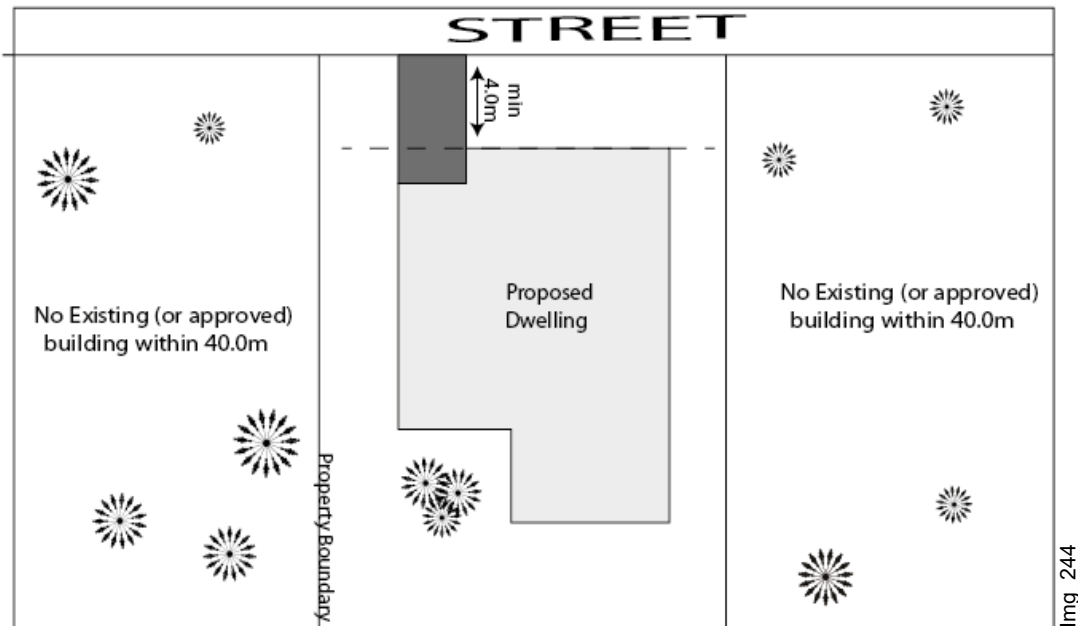 STREET
min
4.0m
No Existing (or approved)
building within 40.0m
Proposed
Dwelling
No Existing (or approved)
building within 40.0m
Property Boundary
Img 244